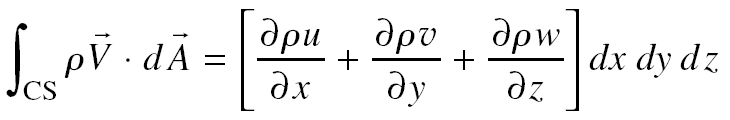 ∫_CS ρV⃗ · dA⃗ = [∂ρu/∂x + ∂ρv/∂y + ∂ρw/∂z] dx dy dz